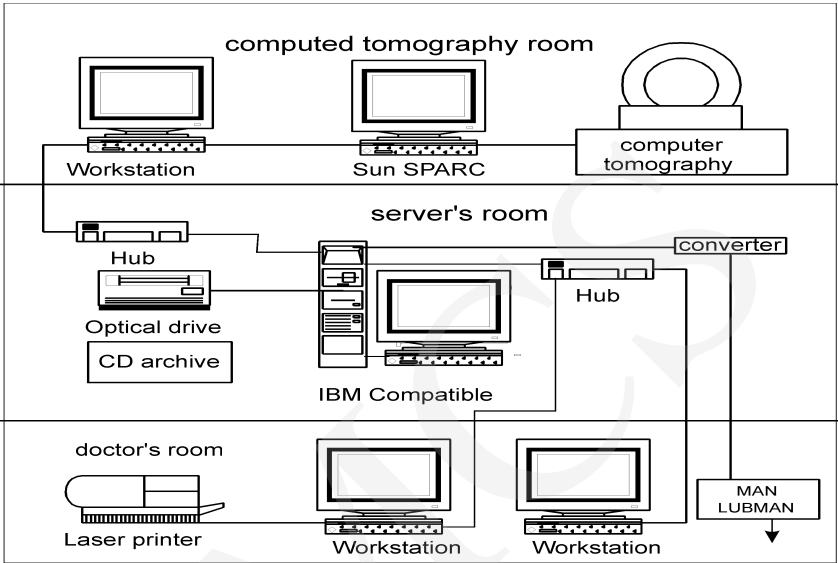 computed tomography room
Workstation
Sun SPARC
computer
tomography
server's room
converter
Hub
Hub
Optical drive
CD archive
IBM Compatible
doctor's room
MAN
LUBMAN
Laser printer
Workstation
Workstation